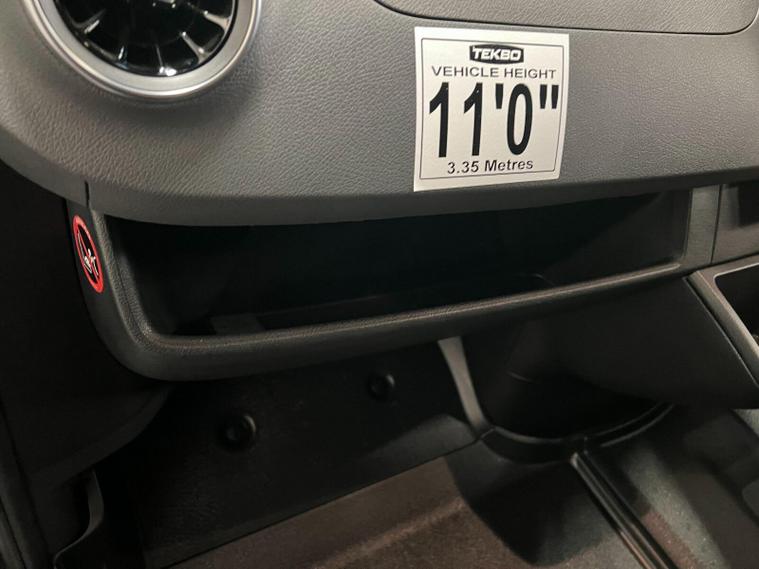 TEKBO
VEHICLE HEIGHT
11'0"
3.35 Metres